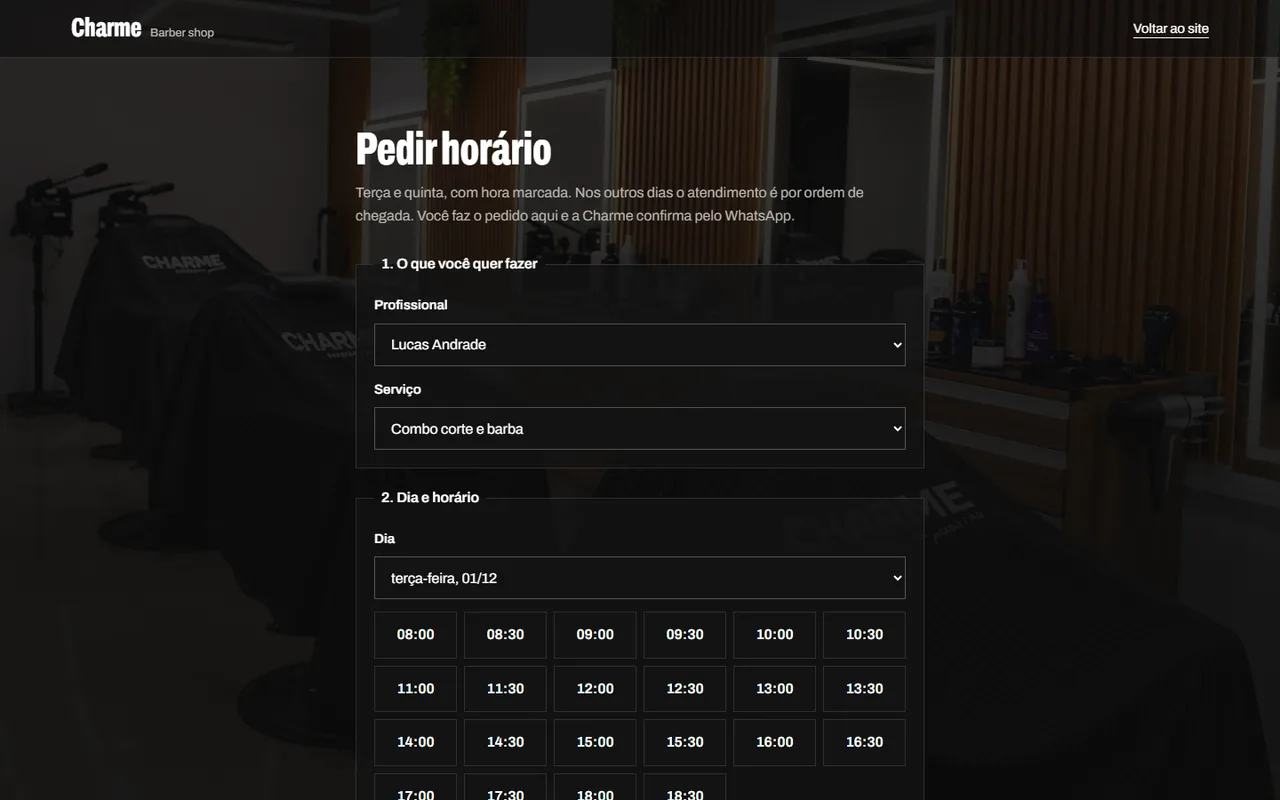 Charme Barber shop
Voltar ao site
Pedir horário
Terça e quinta, com hora marcada. Nos outros dias o atendimento é por ordem de
chegada. Você faz o pedido aqui e a Charme confirma pelo WhatsApp.
1. O que você quer fazer
Profissional
Lucas Andrade
Serviço
Combo corte e barba
2. Dia e horário
Dia
terça-feira, 01/12
08:00 08:30 09:00 09:30 10:00 10:30
11:00 11:30 12:00 12:30 13:00 13:30
14:00 14:30 15:00 15:30 16:00 16:30
17:00 17:30 18:00 18:30
CHARME
CHARM
CHARME